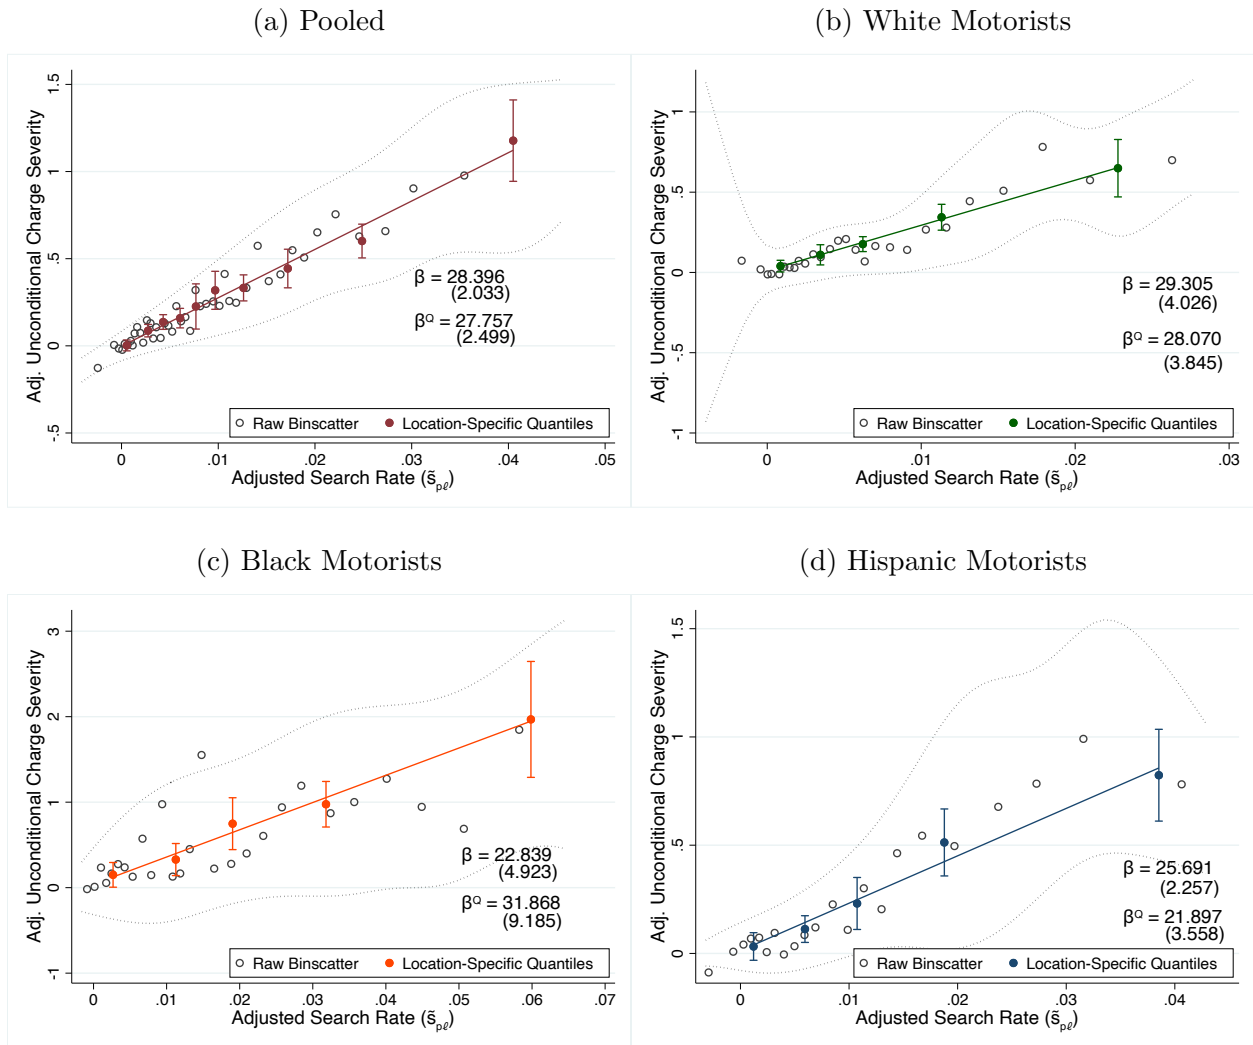 (a) Pooled
Adj. Unconditional Charge Severity
1.5
1
.5
0
-.5
β = 28.396
(2.033)
βQ = 27.757
(2.499)
Raw Binscatter
Location-Specific Quantiles
0 .01 .02 .03 .04 .05
Adjusted Search Rate (s̃pℓ)
(b) White Motorists
Adj. Unconditional Charge Severity
1
.5
0
-.5
-1
β = 29.305
(4.026)
βQ = 28.070
(3.845)
Raw Binscatter
Location-Specific Quantiles
0 .01 .02 .03
Adjusted Search Rate (s̃pℓ)
(c) Black Motorists
Adj. Unconditional Charge Severity
3
2
1
0
-1
β = 22.839
(4.923)
βQ = 31.868
(9.185)
Raw Binscatter
Location-Specific Quantiles
0 .01 .02 .03 .04 .05 .06 .07
Adjusted Search Rate (s̃pℓ)
(d) Hispanic Motorists
Adj. Unconditional Charge Severity
1.5
1
.5
0
β = 25.691
(2.257)
βQ = 21.897
(3.558)
Raw Binscatter
Location-Specific Quantiles
0 .01 .02 .03 .04
Adjusted Search Rate (s̃pℓ)